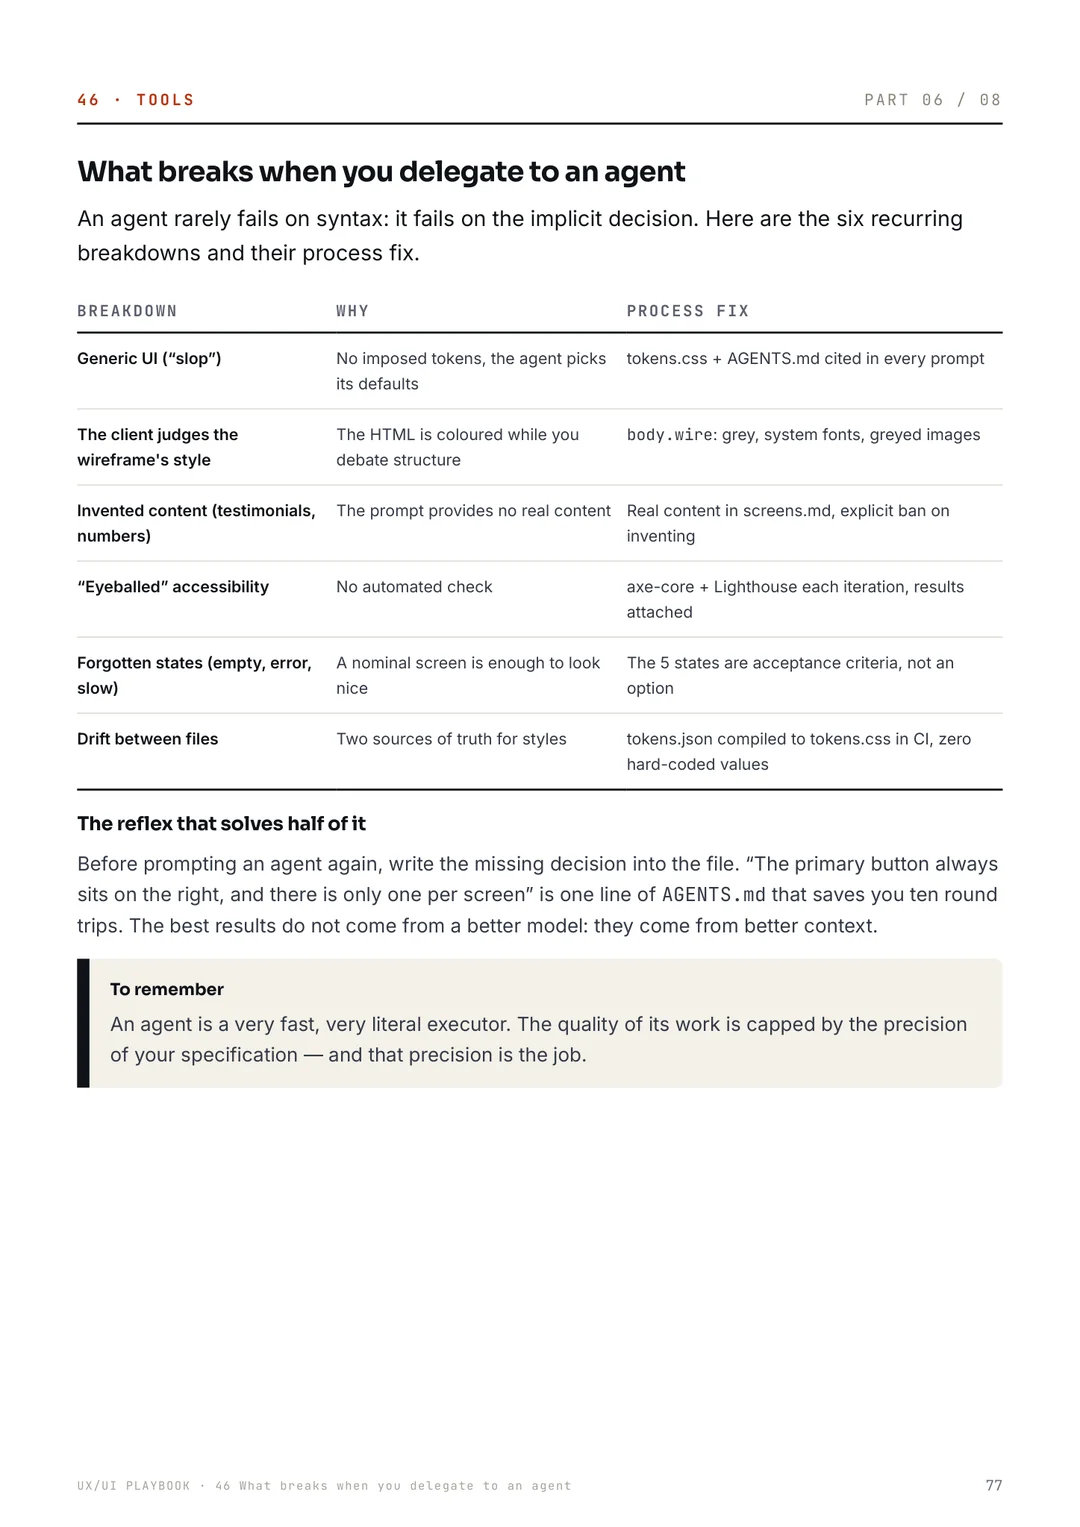 46 · TOOLS
PART 06 / 08
What breaks when you delegate to an agent
An agent rarely fails on syntax: it fails on the implicit decision. Here are the six recurring
breakdowns and their process fix.
BREAKDOWN
WHY
PROCESS FIX
Generic UI (“slop”)
No imposed tokens, the agent picks
its defaults
tokens.css + AGENTS.md cited in every prompt
The client judges the
wireframe's style
The HTML is coloured while you
debate structure
body.wire: grey, system fonts, greyed images
Invented content (testimonials,
numbers)
The prompt provides no real content
Real content in screens.md, explicit ban on
inventing
“Eyeballed” accessibility
No automated check
axe-core + Lighthouse each iteration, results
attached
Forgotten states (empty, error,
slow)
A nominal screen is enough to look
nice
The 5 states are acceptance criteria, not an
option
Drift between files
Two sources of truth for styles
tokens.json compiled to tokens.css in CI, zero
hard-coded values
The reflex that solves half of it
Before prompting an agent again, write the missing decision into the file. “The primary button always
sits on the right, and there is only one per screen” is one line of AGENTS.md that saves you ten round
trips. The best results do not come from a better model: they come from better context.
To remember
An agent is a very fast, very literal executor. The quality of its work is capped by the precision
of your specification — and that precision is the job.
UX/UI PLAYBOOK · 46 What breaks when you delegate to an agent
77